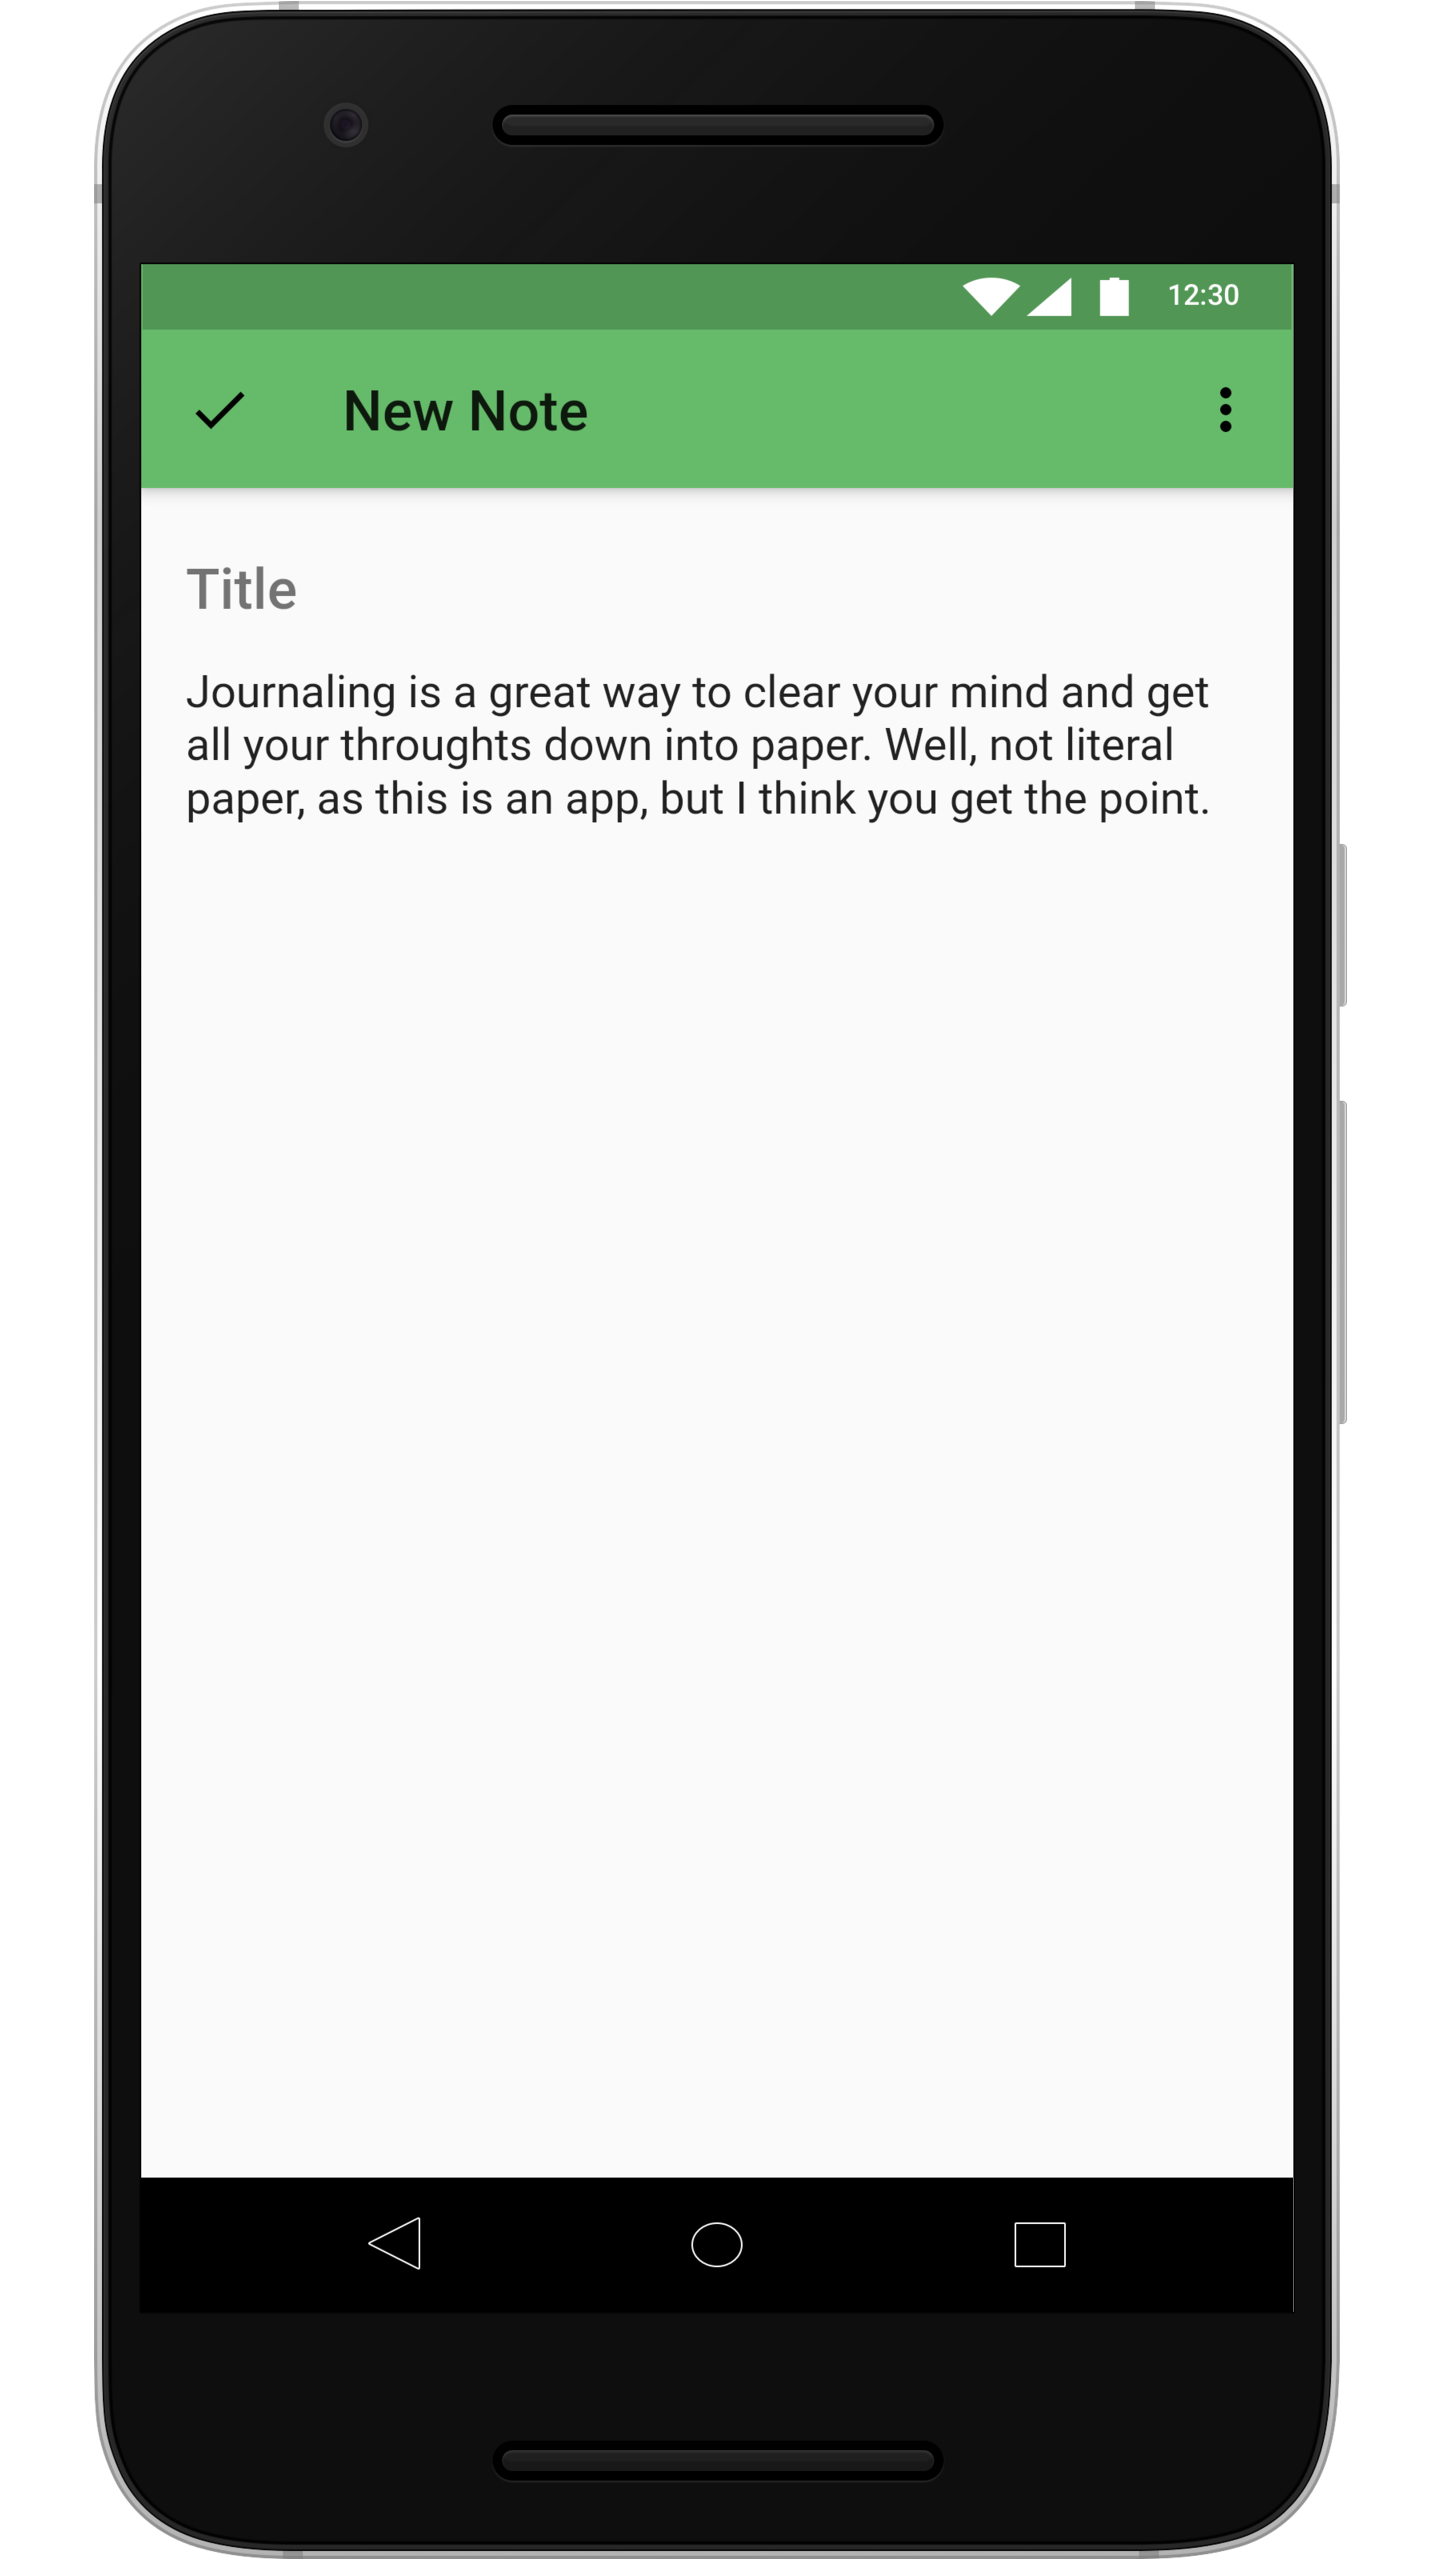 12:30
New Note
Title
Journaling is a great way to clear your mind and get
all your throughts down into paper. Well, not literal
paper, as this is an app, but I think you get the point.